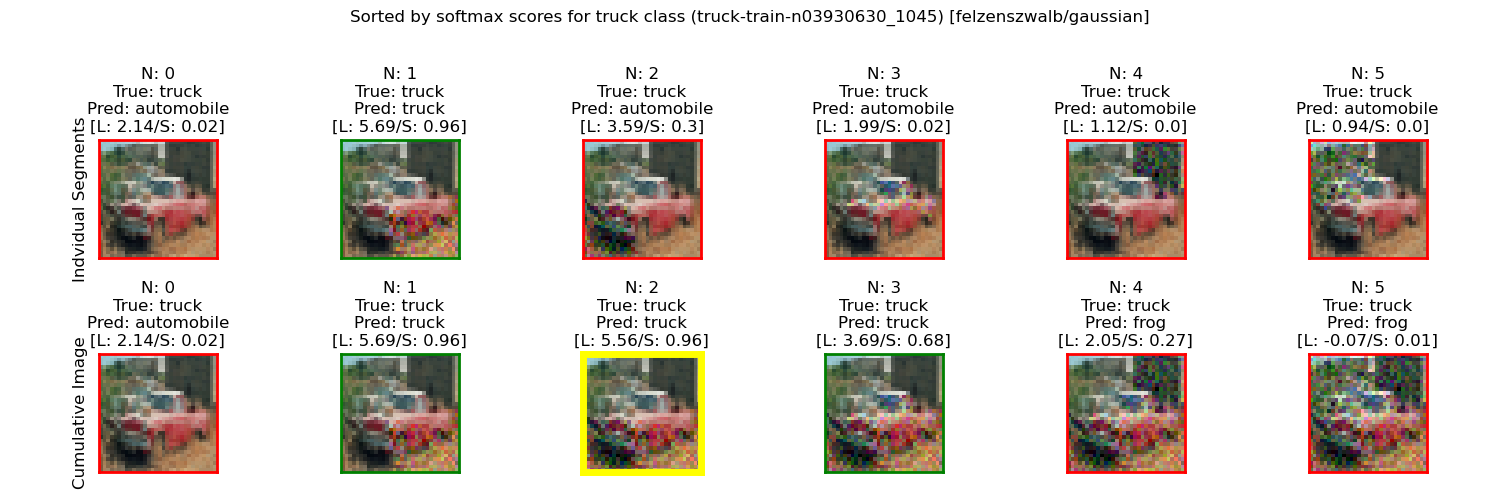 Sorted by softmax scores for truck class (truck-train-n03930630_1045) [felzenszwalb/gaussian]
Indvidual Segments
N: 0
True: truck
Pred: automobile
[L: 2.14/S: 0.02]
N: 1
True: truck
Pred: truck
[L: 5.69/S: 0.96]
N: 2
True: truck
Pred: automobile
[L: 3.59/S: 0.3]
N: 3
True: truck
Pred: automobile
[L: 1.99/S: 0.02]
N: 4
True: truck
Pred: automobile
[L: 1.12/S: 0.0]
N: 5
True: truck
Pred: automobile
[L: 0.94/S: 0.0]
Cumulative Image
N: 0
True: truck
Pred: automobile
[L: 2.14/S: 0.02]
N: 1
True: truck
Pred: truck
[L: 5.69/S: 0.96]
N: 2
True: truck
Pred: truck
[L: 5.56/S: 0.96]
N: 3
True: truck
Pred: truck
[L: 3.69/S: 0.68]
N: 4
True: truck
Pred: frog
[L: 2.05/S: 0.27]
N: 5
True: truck
Pred: frog
[L: -0.07/S: 0.01]